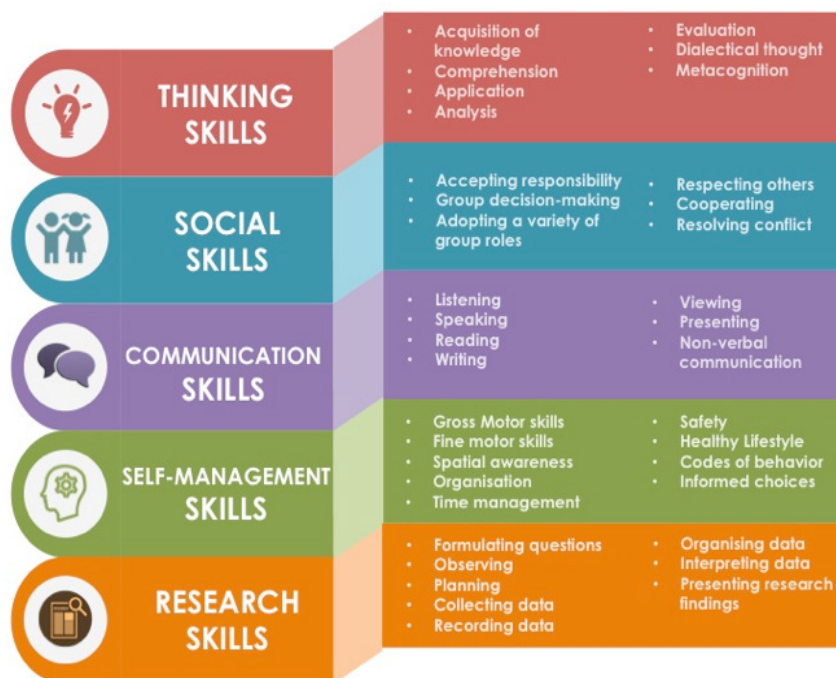 THINKING
SKILLS
• Acquisition of
knowledge
• Comprehension
• Application
• Analysis
• Evaluation
• Dialectical thought
• Metacognition
SOCIAL
SKILLS
• Accepting responsibility
• Group decision-making
• Adopting a variety of
group roles
• Respecting others
• Cooperating
• Resolving conflict
COMMUNICATION
SKILLS
• Listening
• Speaking
• Reading
• Writing
• Viewing
• Presenting
• Non-verbal
communication
SELF-MANAGEMENT
SKILLS
• Gross Motor skills
• Fine motor skills
• Spatial awareness
• Organisation
• Time management
• Safety
• Healthy Lifestyle
• Codes of behavior
• Informed choices
RESEARCH
SKILLS
• Formulating questions
• Observing
• Planning
• Collecting data
• Recording data
• Organising data
• Interpreting data
• Presenting research
findings